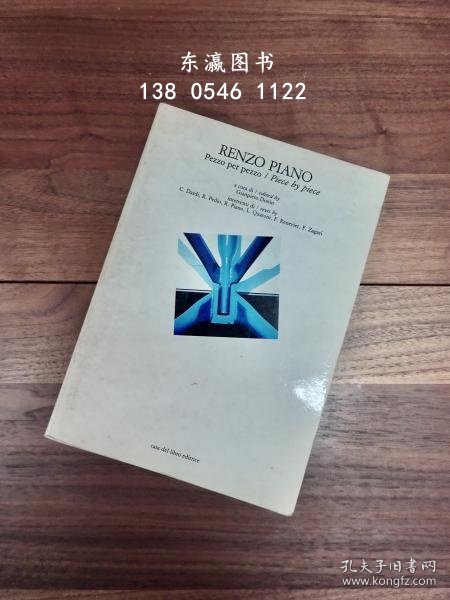 东瀛图书
138 0546 1122
RENZO PIANO
Pezzo per pezzo / Piece by piece
a cura di / edited by
Gianpiero Donin
interventi di / texts by
C. Dardi, R. Pedio, R. Piano, L. Quaroni, F. Renevier, F. Zagari
casa del libro editrice
孔夫子旧书网
www.kongfz.com